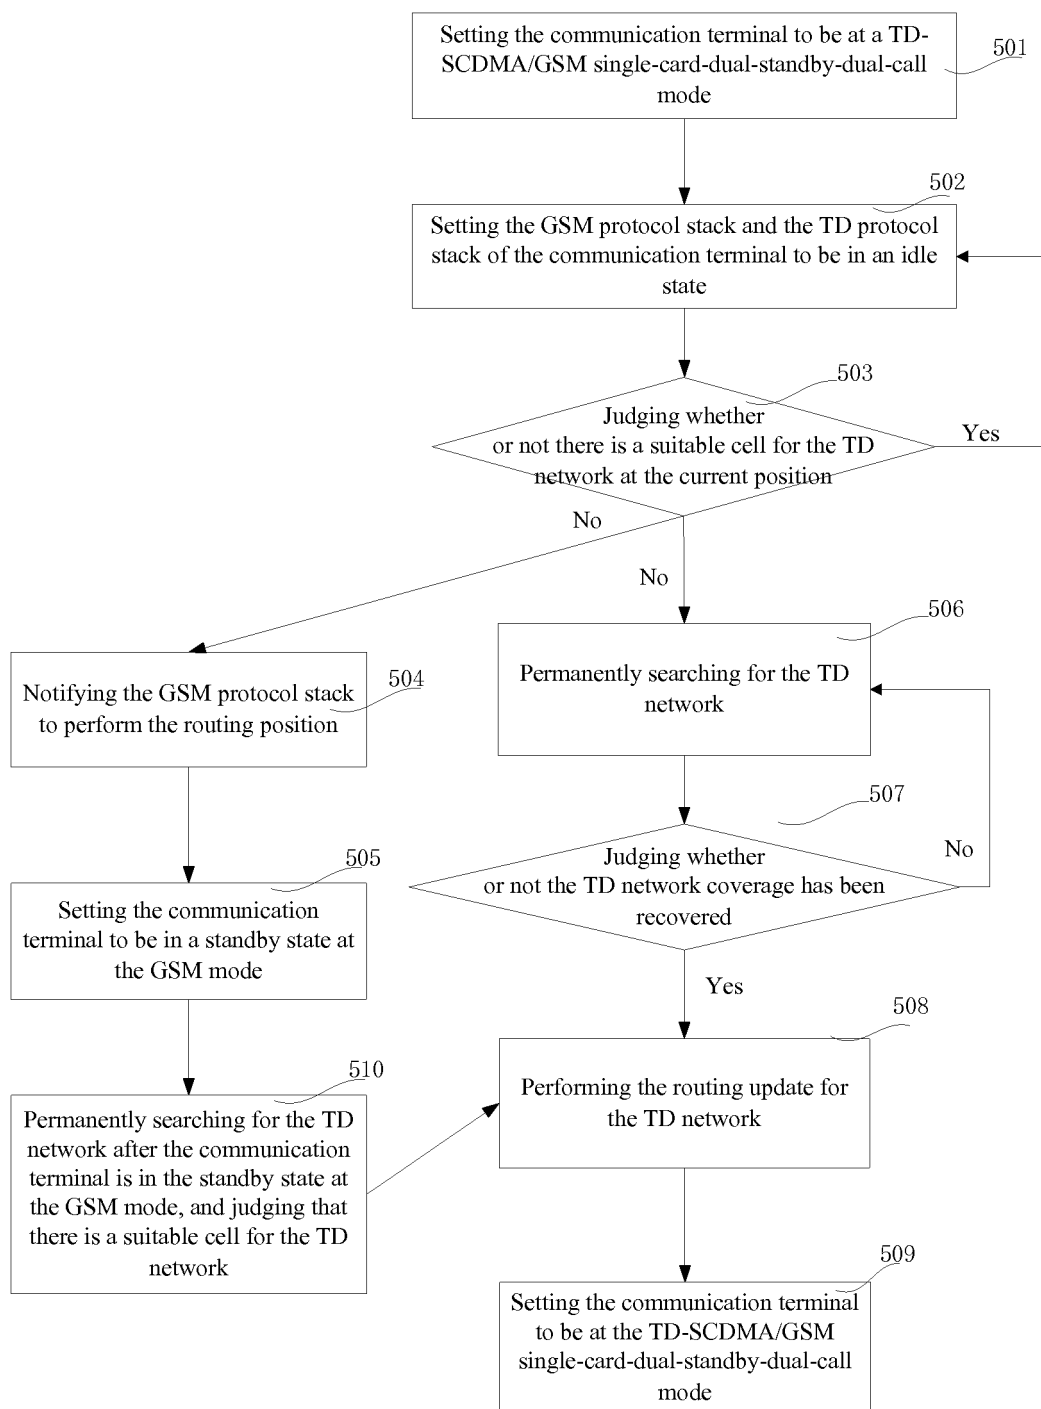 Setting the communication terminal to be at a TD-
SCDMA/GSM single-card-dual-standby-dual-call
mode
501
502
Setting the GSM protocol stack and the TD protocol
stack of the communication terminal to be in an idle
state
503
Judging whether
or not there is a suitable cell for the TD
network at the current position
Yes
No
No
506
Permanently searching for the TD
network
504
Notifying the GSM protocol stack
to perform the routing position
507
Judging whether
or not the TD network coverage has been
recovered
No
505
Setting the communication
terminal to be in a standby state at
the GSM mode
Yes
508
Performing the routing update for
the TD network
510
Permanently searching for the TD
network after the communication
terminal is in the standby state at
the GSM mode, and judging that
there is a suitable cell for the TD
network
509
Setting the communication terminal
to be at the TD-SCDMA/GSM
single-card-dual-standby-dual-call
mode